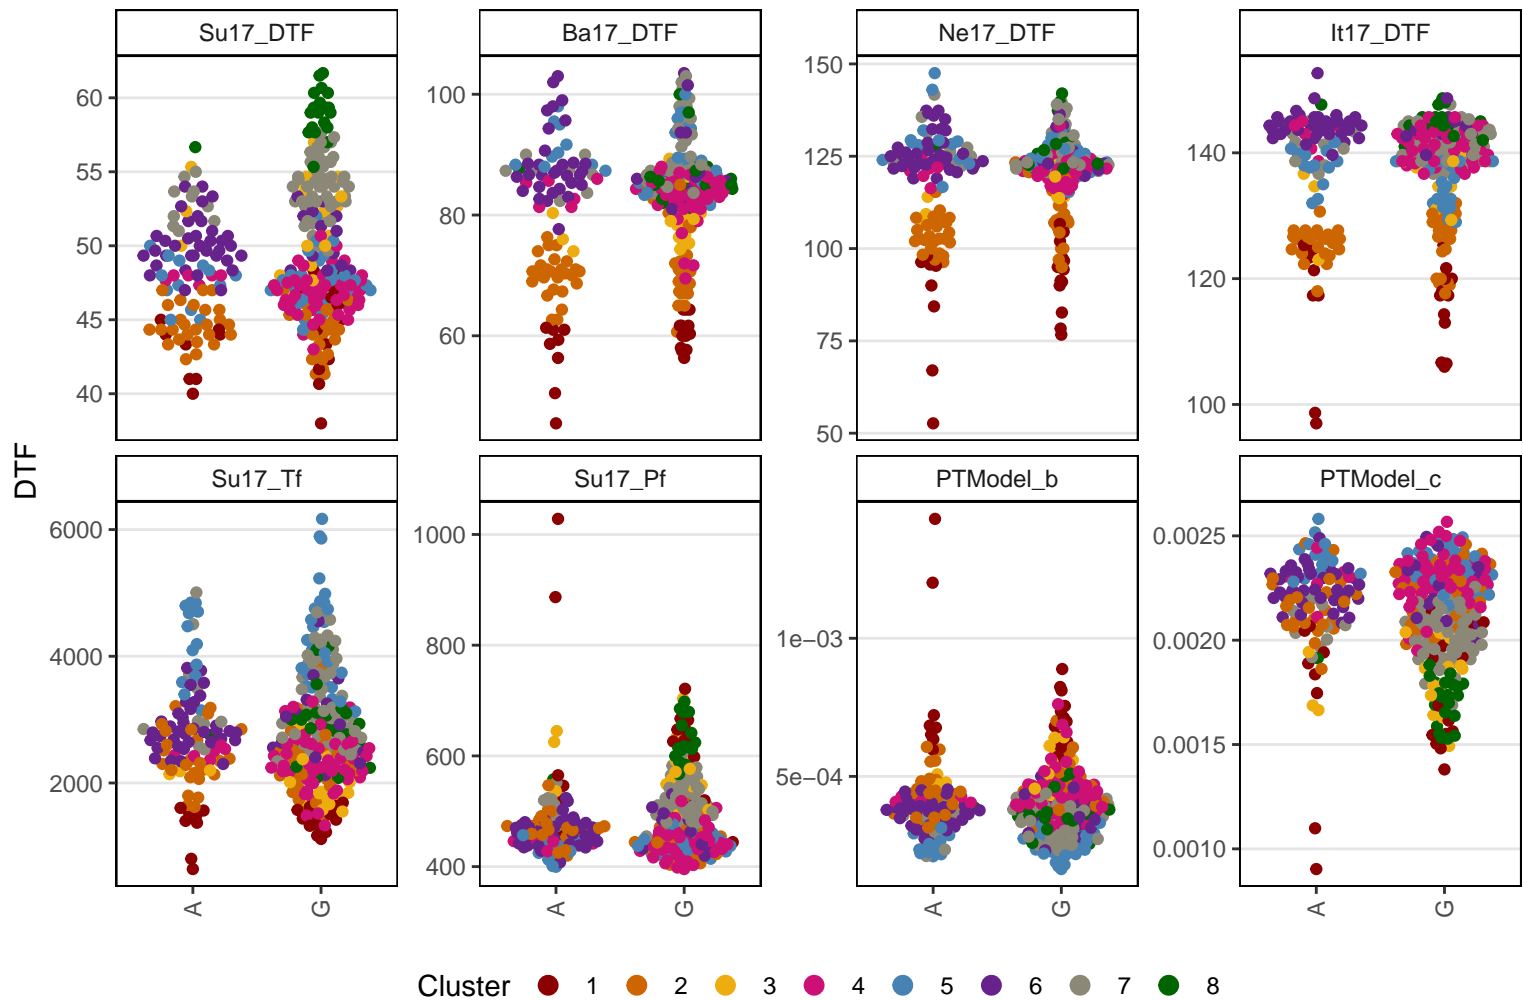 Su17_DTF
Ba17_DTF
Ne17_DTF
It17_DTF
60
55
50
45
40
100
80
60
150
125
100
75
50
140
120
100
DTF
Su17_Tf
Su17_Pf
PTModel_b
PTModel_c
6000
4000
2000
1000
800
600
400
1e−03
5e−04
0.0025
0.0020
0.0015
0.0010
A
G
A
G
A
G
A
G
Cluster 1 2 3 4 5 6 7 8